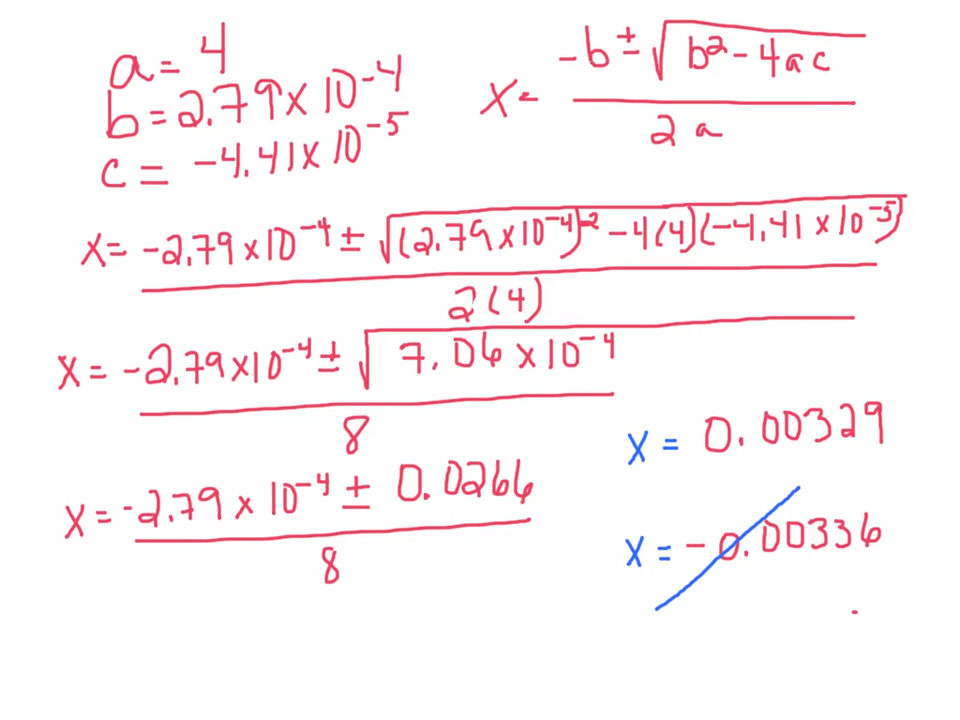 a = 4
b = 2.79 x 10^-4
c = -4.41 x 10^-5
x = (-b ± √(b² - 4ac)) / (2a)
x = (-2.79 x 10^-4 ± √((2.79 x 10^-4)^2 - 4(4)(-4.41 x 10^-5))) / (2(4))
x = (-2.79 x 10^-4 ± √(7.06 x 10^-4)) / 8
x = (-2.79 x 10^-4 ± 0.0266) / 8
x = 0.00329
x = -0.00336